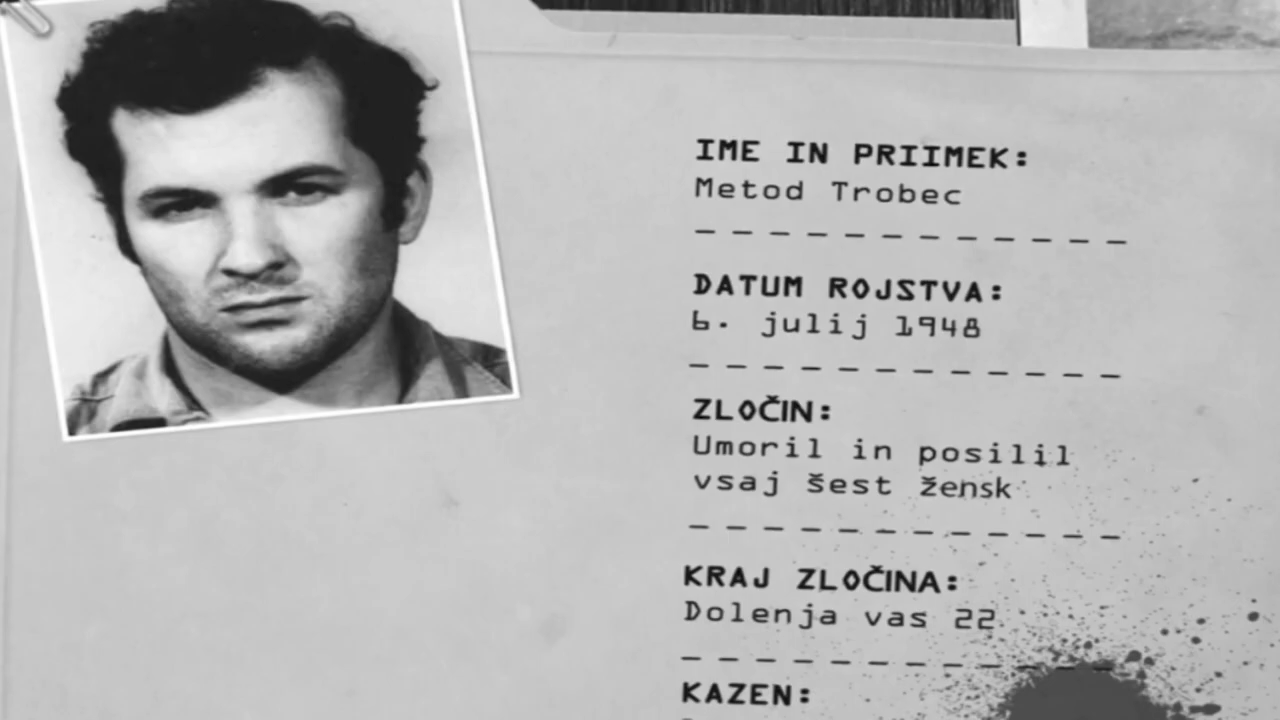 IME IN PRIIMEK:
Metod Trobec
DATUM ROJSTVA:
6. julij 1948
ZLOČIN:
Umoril in posilil
vsaj šest žensk
KRAJ ZLOČINA:
Dolenja vas 22
KAZEN: